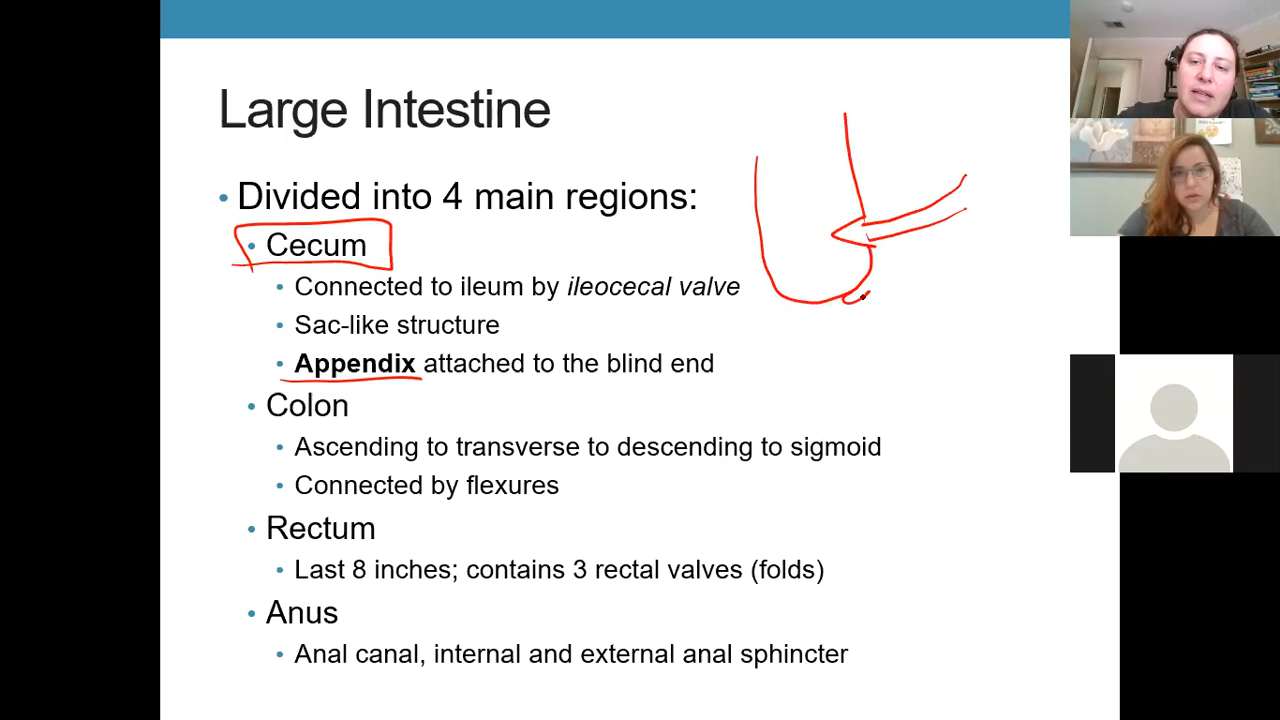 Large Intestine
• Divided into 4 main regions:
• Cecum
• Connected to ileum by ileocecal valve
• Sac-like structure
• Appendix attached to the blind end
• Colon
• Ascending to transverse to descending to sigmoid
• Connected by flexures
• Rectum
• Last 8 inches; contains 3 rectal valves (folds)
• Anus
• Anal canal, internal and external anal sphincter